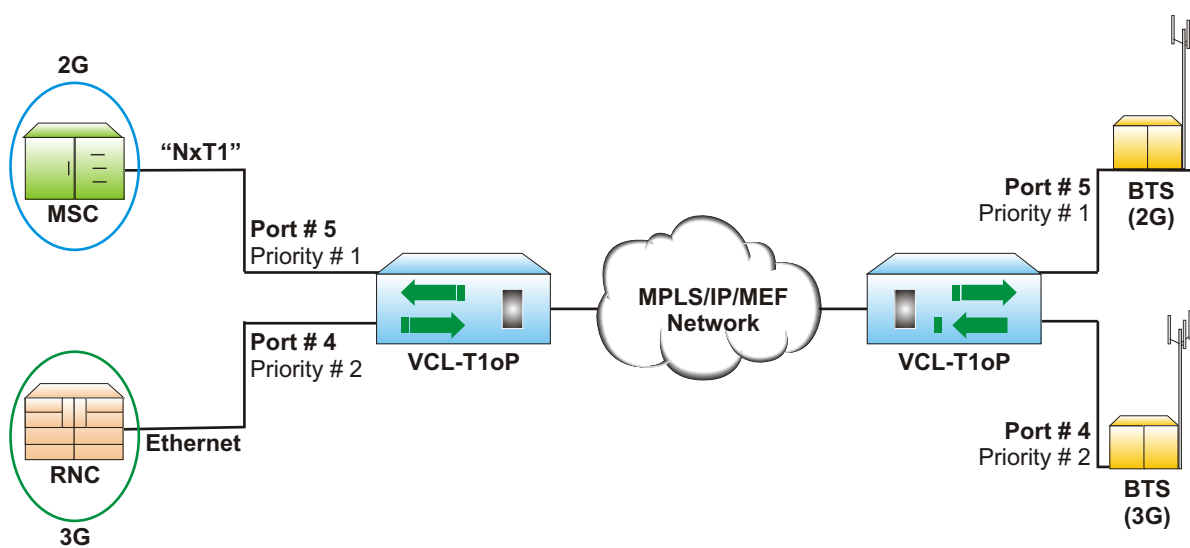 2G
MSC
“NxT1”
Port # 5
Priority # 1
VCL-T1oP
Port # 4
Priority # 2
Ethernet
RNC
3G
MPLS/IP/MEF
Network
VCL-T1oP
Port # 5
Priority # 1
BTS
(2G)
Port # 4
Priority # 2
BTS
(3G)